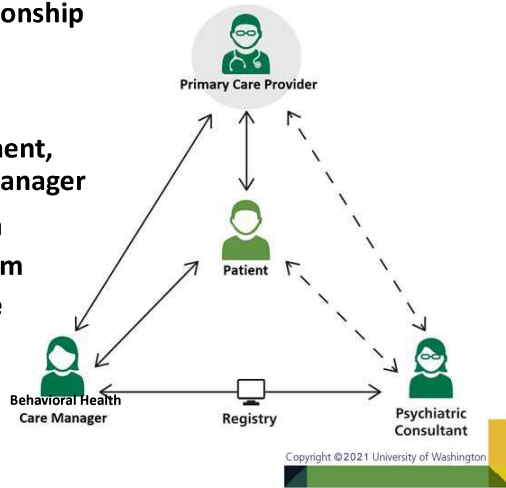 onship
Primary Care Provider
nent,
anager
m
e
Patient
Behavioral Health
Care Manager
Registry
Psychiatric
Consultant
Copyright ©2021 University of Washington